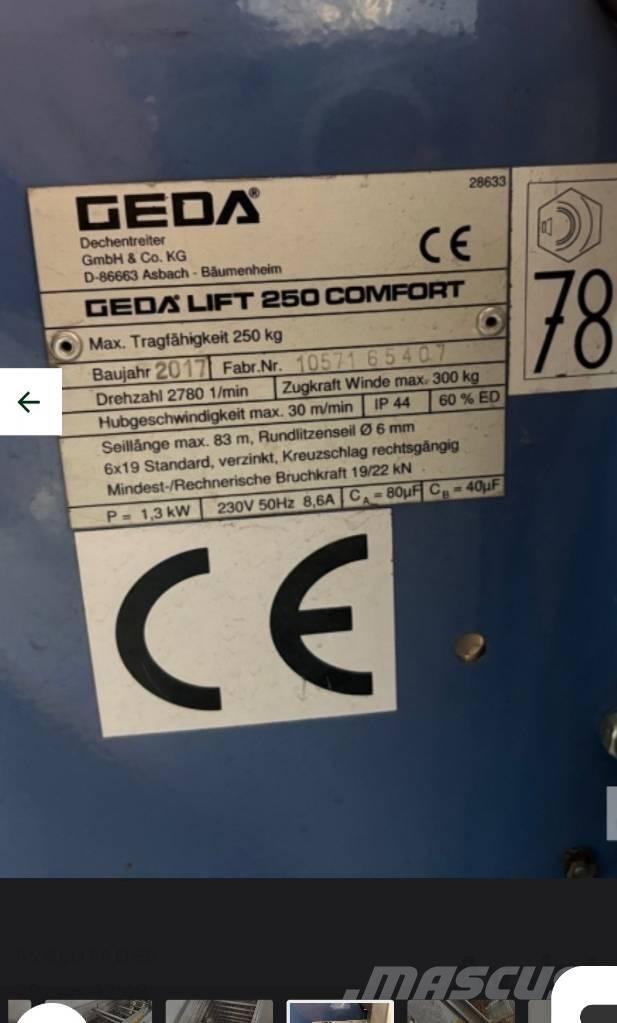 GEDA®
28633
Dechentreiter
GmbH & Co. KG
D-86663 Asbach - Bäumenheim
CE
GEDA LIFT 250 COMFORT
Max. Tragfähigkeit 250 kg
Baujahr 2017 Fabr.Nr. 10571 65407
Drehzahl 2780 1/min Zugkraft Winde max. 300 kg
Hubgeschwindigkeit max. 30 m/min IP 44 60 % ED
Seillänge max. 83 m, Rundlitzenseil Ø 6 mm
6x19 Standard, verzinkt, Kreuzschlag rechtsgängig
Mindest-/Rechnerische Bruchkraft 19/22 kN
P = 1,3 kW 230V 50Hz 8,6A CA = 80µF CB = 40µF
78
CE
MASCUS